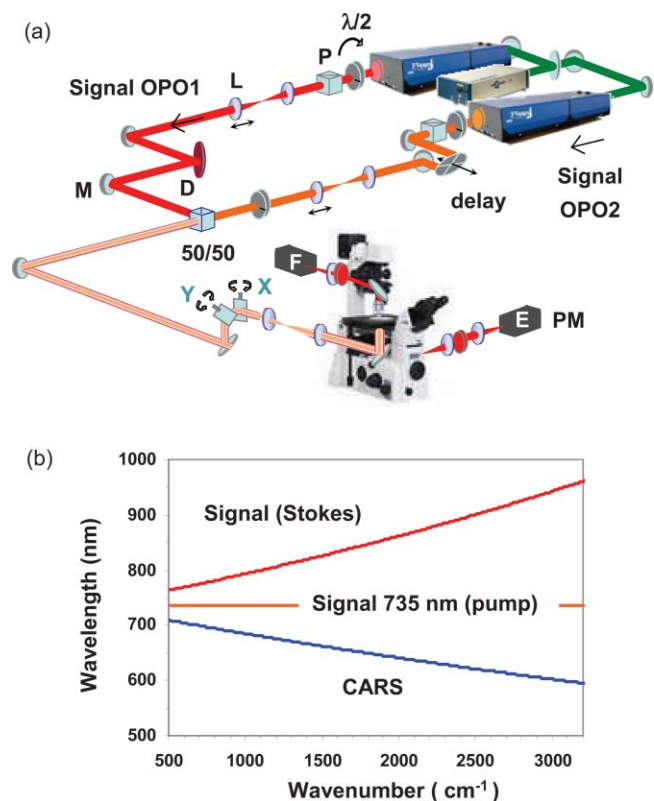 (a)
λ/2
P
Signal OPO1
L
M
D
delay
Signal
OPO2
50/50
F
Y
X
E
PM
(b)
1000
900
800
700
600
500
Wavelength (nm)
Signal (Stokes)
Signal 735 nm (pump)
CARS
500
1000
1500
2000
2500
3000
Wavenumber ( cm⁻¹)